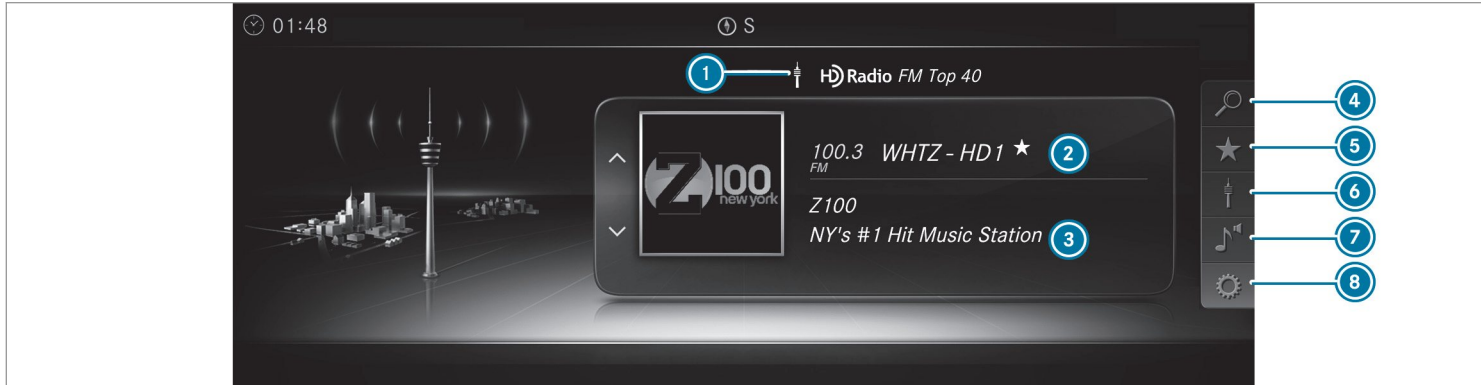 01:48
S
1
HD Radio FM Top 40
4
100.3 FM WHTZ - HD1 ★ 2
5
Z100 new york
Z100
6
NY's #1 Hit Music Station 3
7
8